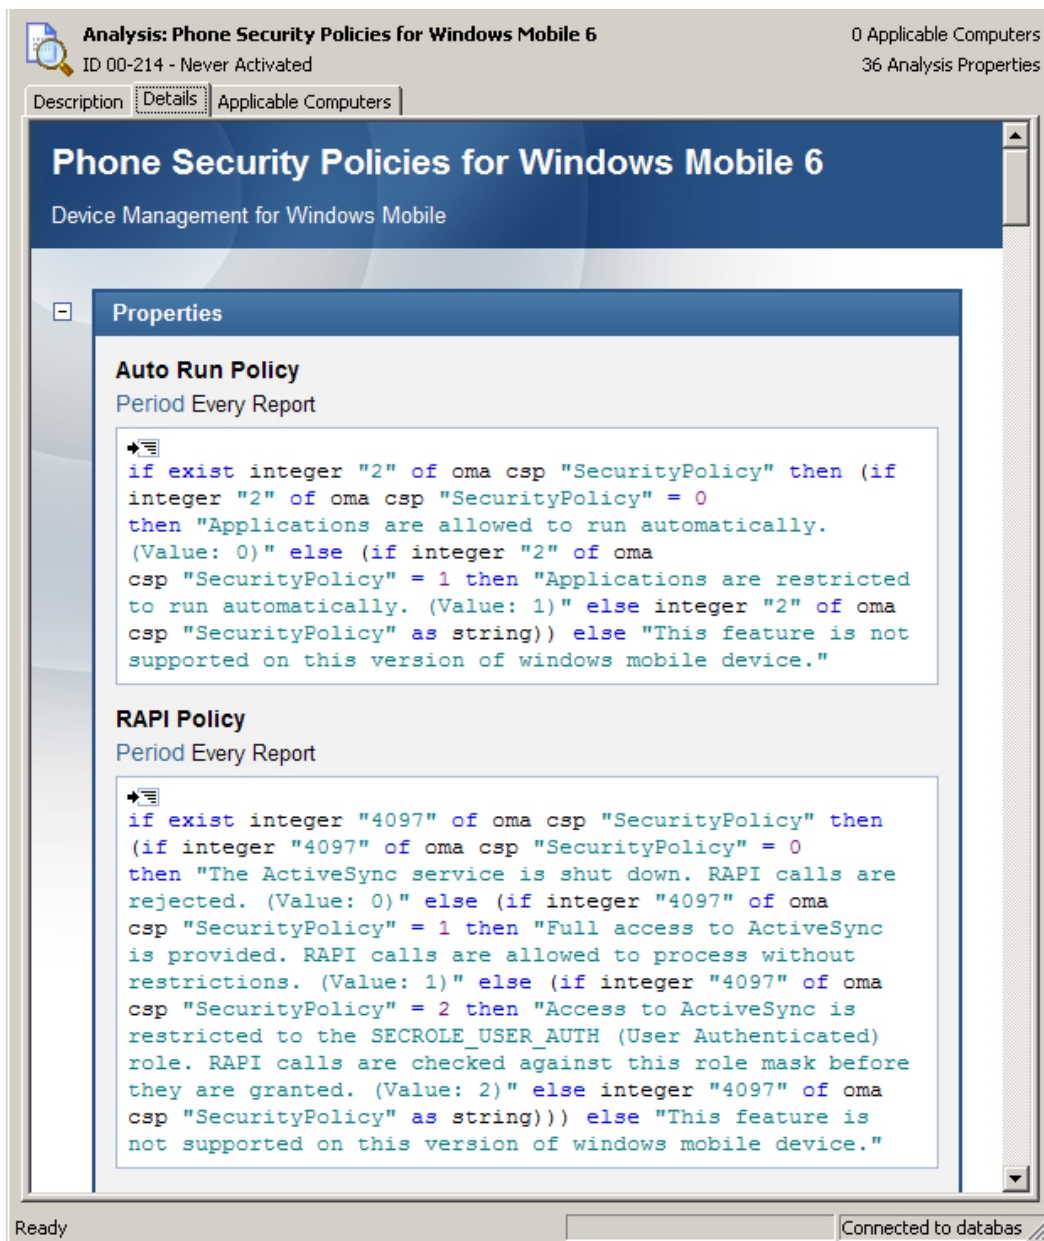 Analysis: Phone Security Policies for Windows Mobile 6
0 Applicable Computers
ID 00-214 - Never Activated
36 Analysis Properties
Description
Details
Applicable Computers
Phone Security Policies for Windows Mobile 6
Device Management for Windows Mobile
Properties
Auto Run Policy
Period Every Report
if exist integer "2" of oma csp "SecurityPolicy" then (if
integer "2" of oma csp "SecurityPolicy" = 0
then "Applications are allowed to run automatically.
(Value: 0)" else (if integer "2" of oma
csp "SecurityPolicy" = 1 then "Applications are restricted
to run automatically. (Value: 1)" else integer "2" of oma
csp "SecurityPolicy" as string)) else "This feature is not
supported on this version of windows mobile device."
RAPI Policy
Period Every Report
if exist integer "4097" of oma csp "SecurityPolicy" then
(if integer "4097" of oma csp "SecurityPolicy" = 0
then "The ActiveSync service is shut down. RAPI calls are
rejected. (Value: 0)" else (if integer "4097" of oma
csp "SecurityPolicy" = 1 then "Full access to ActiveSync
is provided. RAPI calls are allowed to process without
restrictions. (Value: 1)" else (if integer "4097" of oma
csp "SecurityPolicy" = 2 then "Access to ActiveSync is
restricted to the SECROLE_USER_AUTH (User Authenticated)
role. RAPI calls are checked against this role mask before
they are granted. (Value: 2)" else integer "4097" of oma
csp "SecurityPolicy" as string))) else "This feature is
not supported on this version of windows mobile device."
Ready
Connected to databas